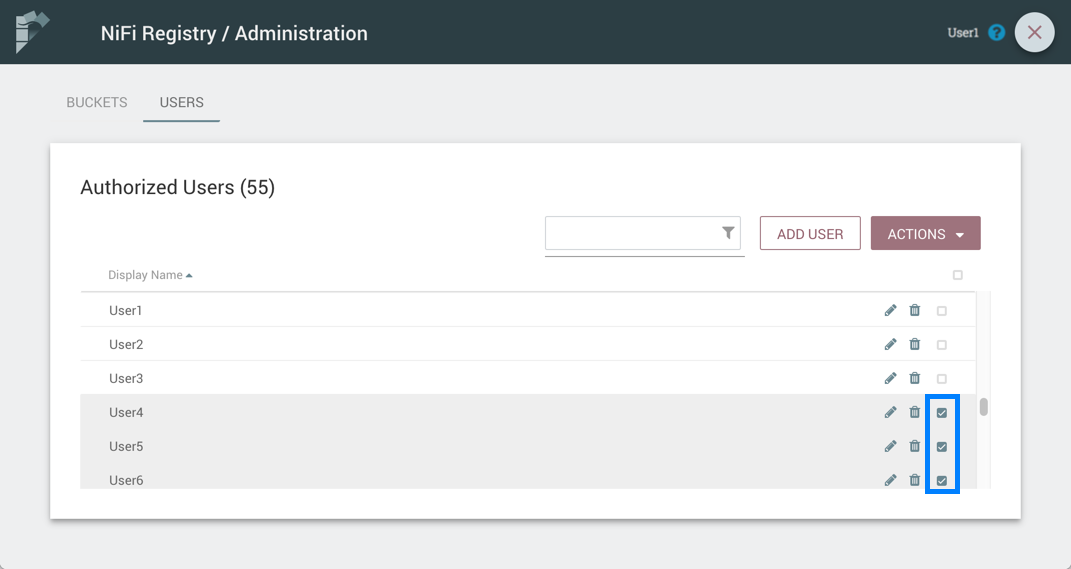 NiFi Registry / Administration
User1 ?
BUCKETS USERS
Authorized Users (55)
ADD USER ACTIONS
Display Name
User1
User2
User3
User4
User5
User6